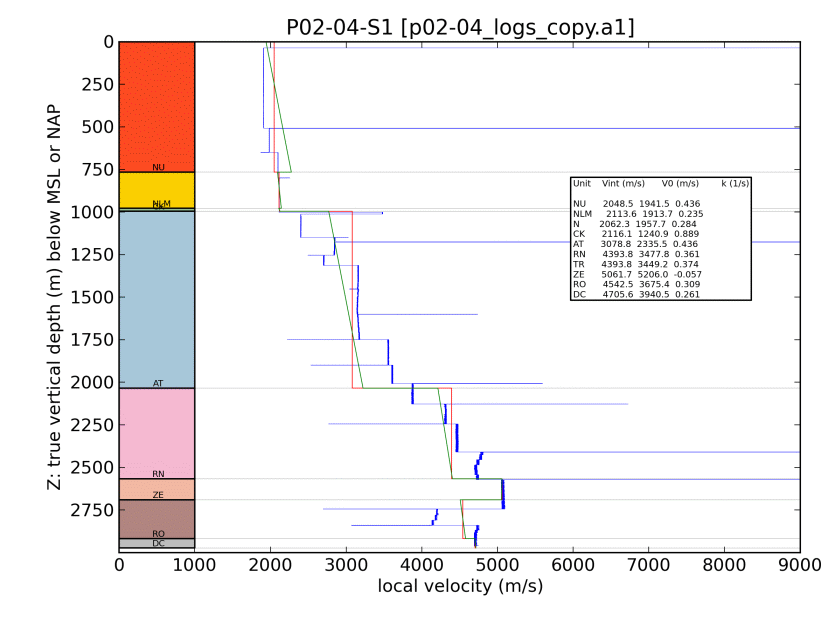 P02-04-S1 [p02-04_logs_copy.a1]
0
250
500
750
1000
1250
1500
1750
2000
2250
2500
2750
Z: true vertical depth (m) below MSL or NAP
NU
NLM
CK
AT
RN
ZE
RO
DC
Unit Vint (m/s) V0 (m/s) k (1/s)
NU 2048.5 1941.5 0.436
NLM 2113.6 1913.7 0.235
N 2062.3 1957.7 0.284
CK 2116.1 1240.9 0.889
AT 3078.8 2335.5 0.436
RN 4393.8 3477.8 0.361
TR 4393.8 3449.2 0.374
ZE 5061.7 5206.0 -0.057
RO 4542.5 3675.4 0.309
DC 4705.6 3940.5 0.261
0 1000 2000 3000 4000 5000 6000 7000 8000 9000
local velocity (m/s)